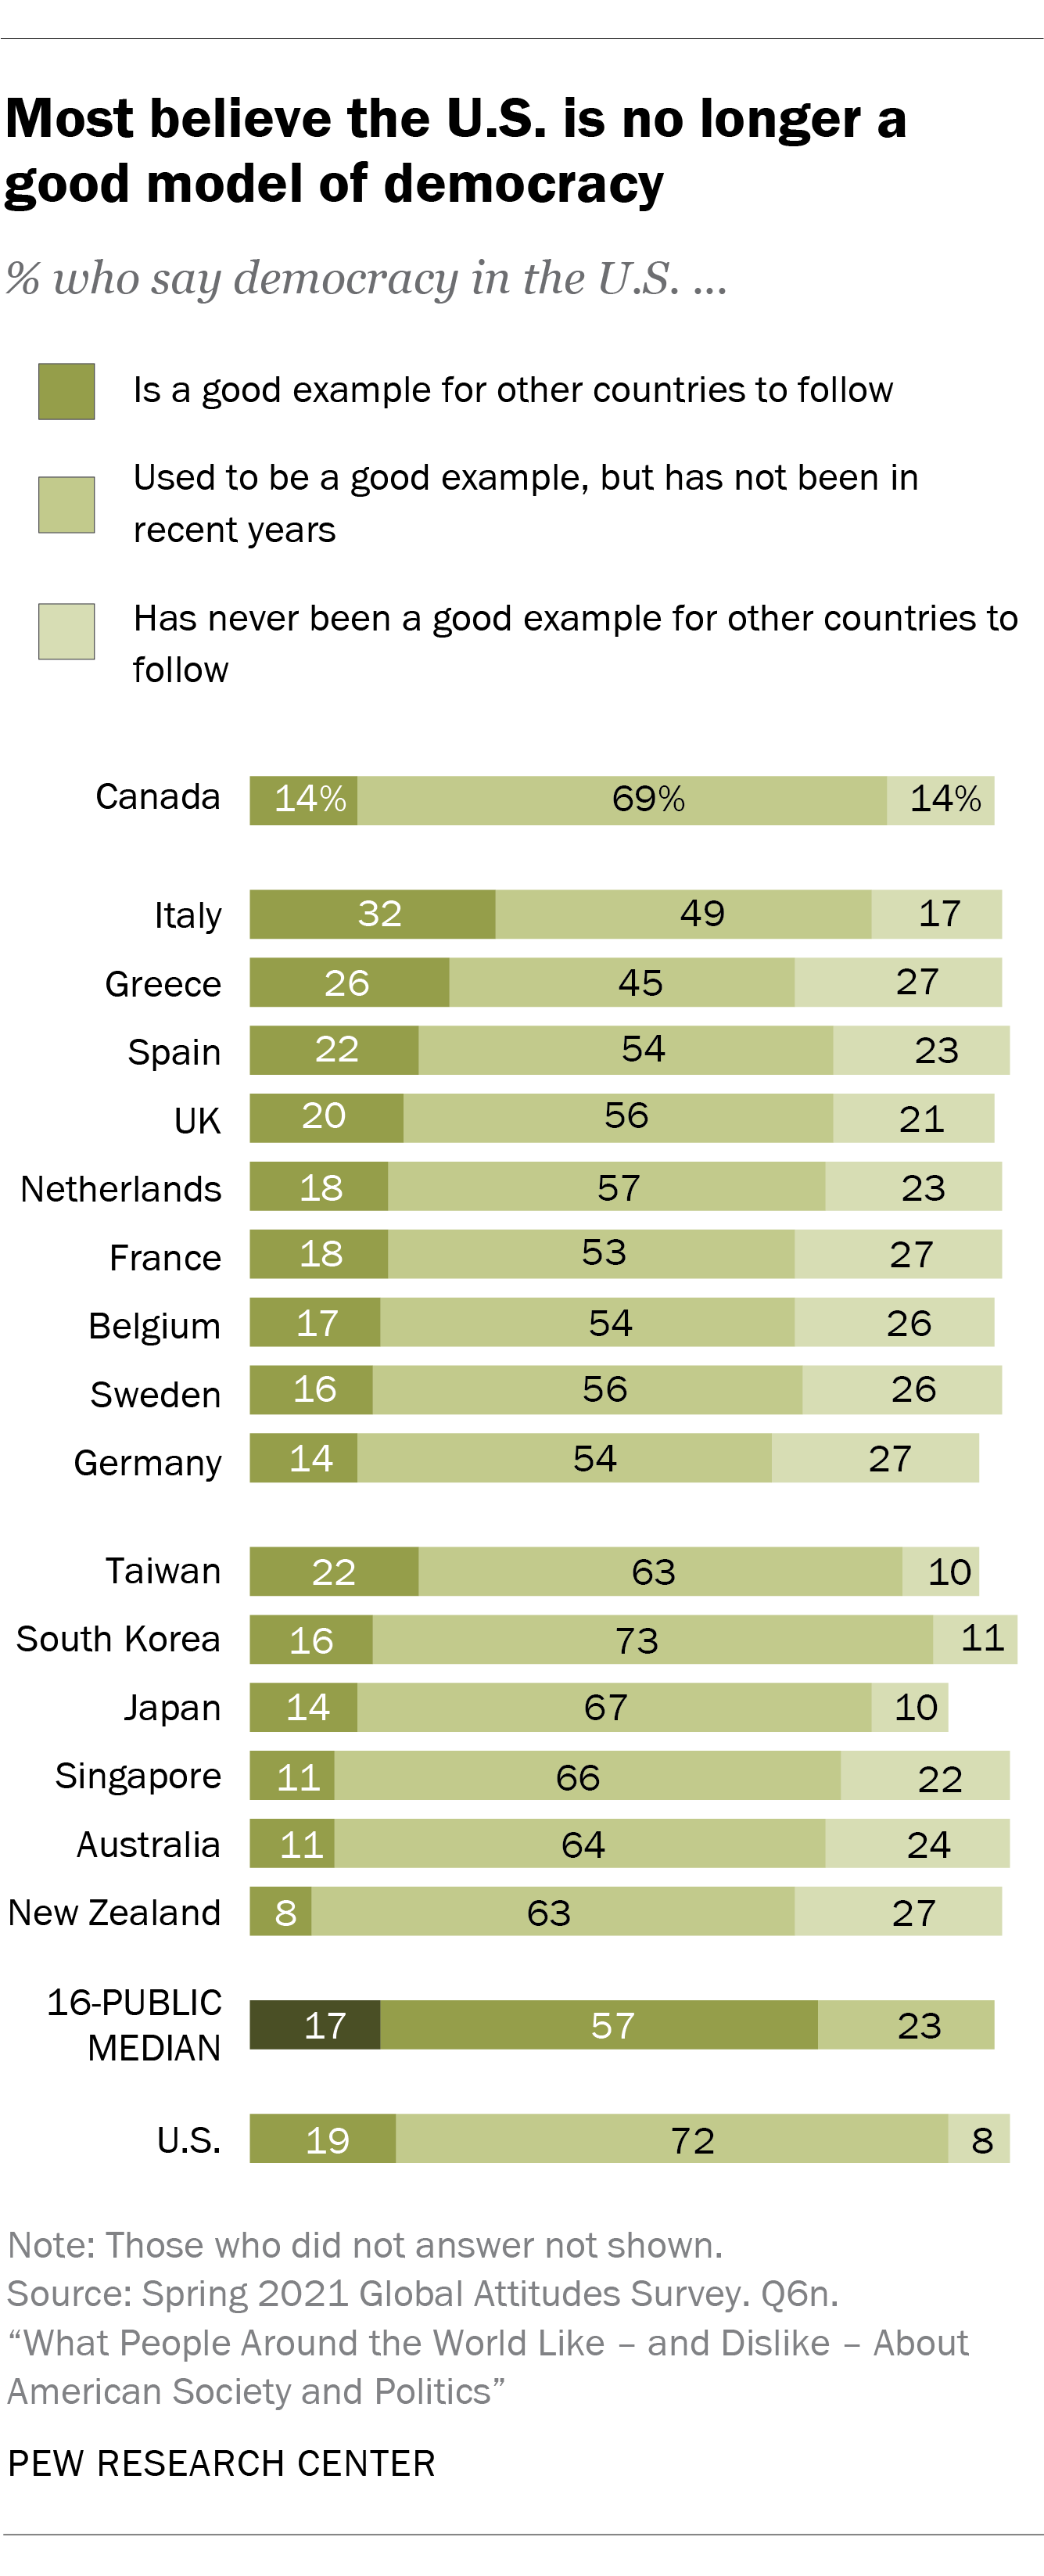 Most believe the U.S. is no longer a
good model of democracy
% who say democracy in the U.S. ...
Is a good example for other countries to follow
Used to be a good example, but has not been in
recent years
Has never been a good example for other countries to
follow
Canada 14% 69% 14%
Italy 32 49 17
Greece 26 45 27
Spain 22 54 23
UK 20 56 21
Netherlands 18 57 23
France 18 53 27
Belgium 17 54 26
Sweden 16 56 26
Germany 14 54 27
Taiwan 22 63 10
South Korea 16 73 11
Japan 14 67 10
Singapore 11 66 22
Australia 11 64 24
New Zealand 8 63 27
16-PUBLIC
MEDIAN 17 57 23
U.S. 19 72 8
Note: Those who did not answer not shown.
Source: Spring 2021 Global Attitudes Survey. Q6n.
“What People Around the World Like – and Dislike – About
American Society and Politics”
PEW RESEARCH CENTER